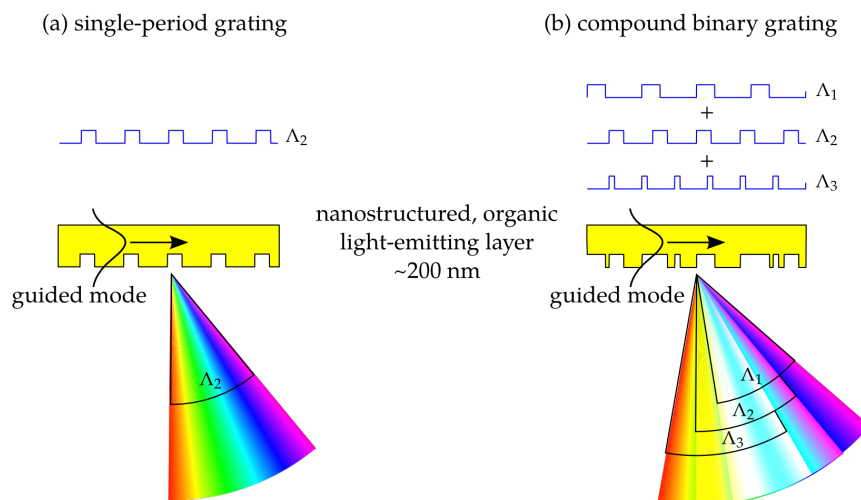 (a) single-period grating
(b) compound binary grating
Λ₁
+
Λ₂
Λ₂
+
Λ₃
nanostructured, organic
light-emitting layer
~200 nm
guided mode
guided mode
Λ₂
Λ₁
Λ₂
Λ₃